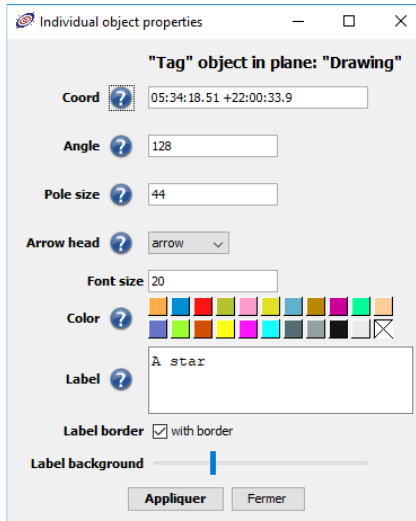 Individual object properties
"Tag" object in plane: "Drawing"
Coord ? 05:34:18.51 +22:00:33.9
Angle ? 128
Pole size ? 44
Arrow head ? arrow
Font size 20
Color ?
Label ? A star
Label border with border
Label background
Appliquer Fermer